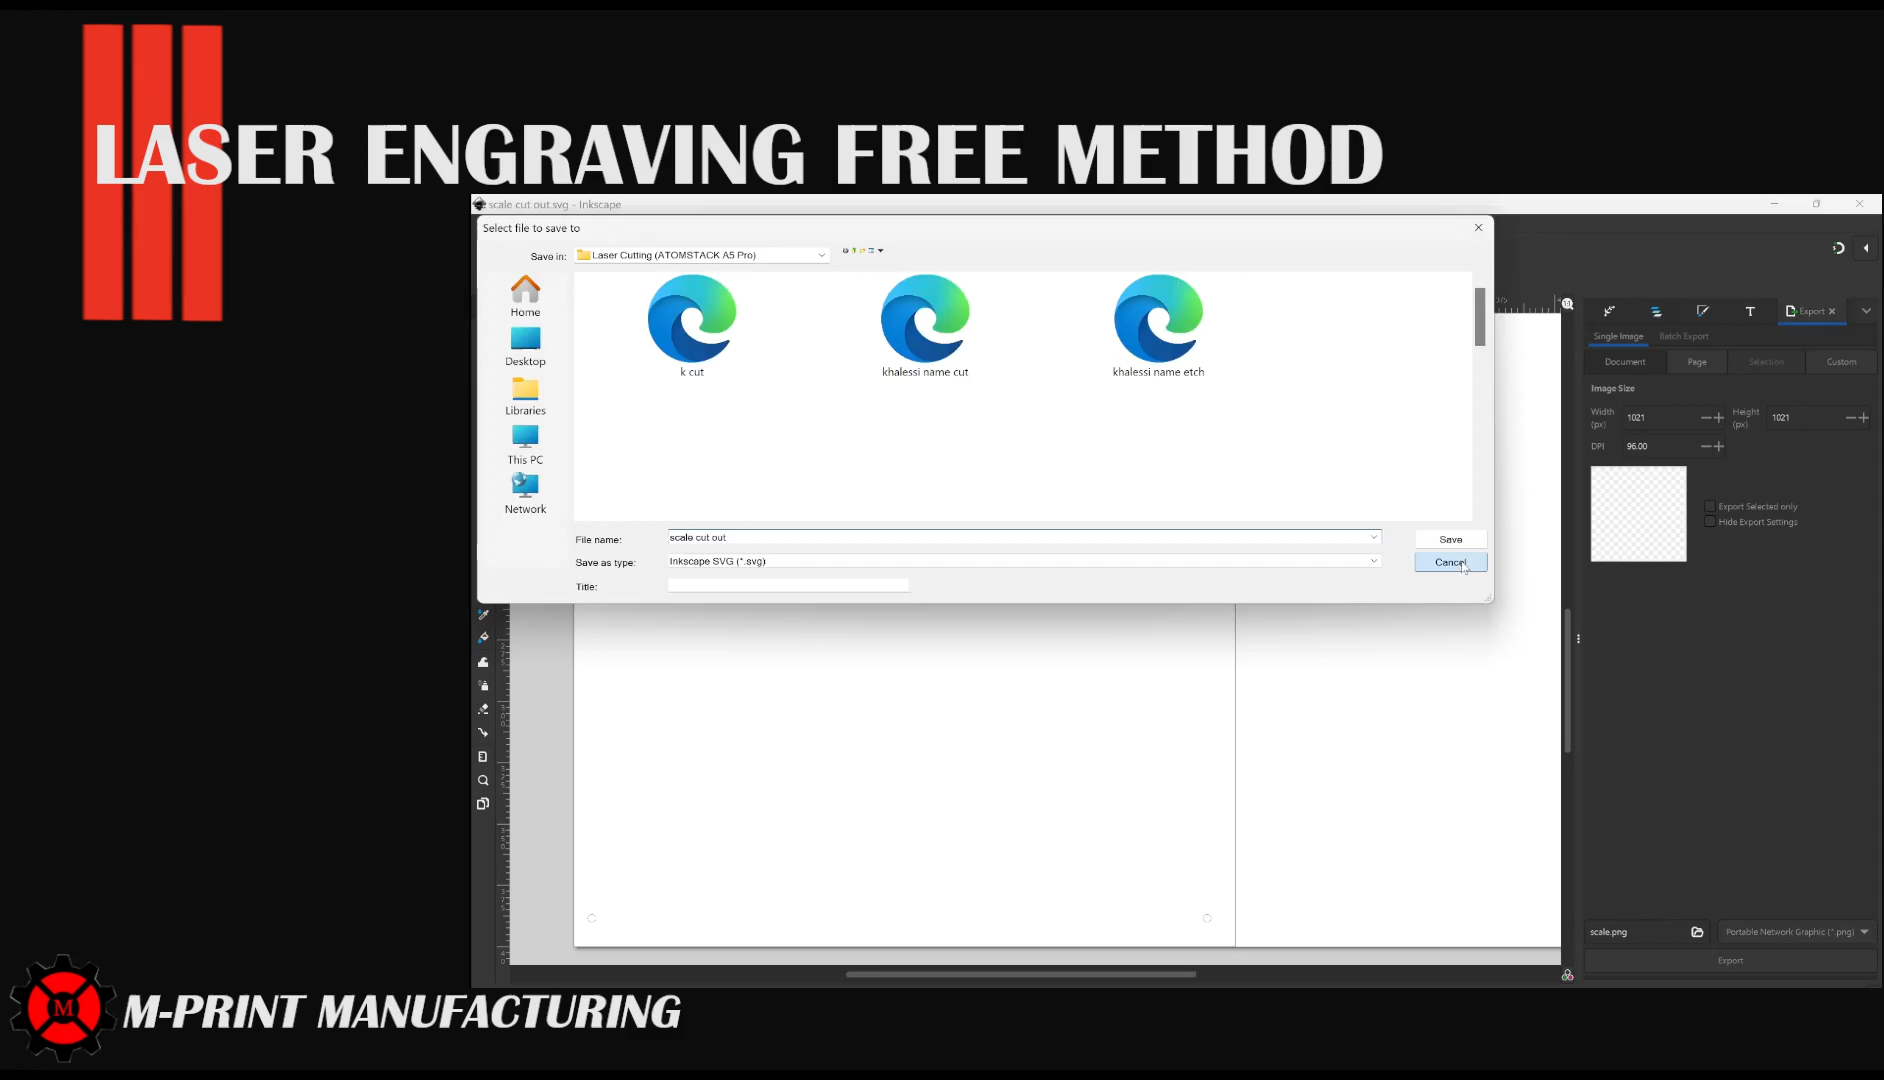 LASER ENGRAVING FREE METHOD
scale cut out.svg - Inkscape
Select file to save to
Save in:
Laser Cutting (ATOMSTACK A5 Pro)
Home
Desktop
Libraries
This PC
Network
k cut
khalessi name cut
khalessi name etch
File name:
scale cut out
Save
Save as type:
Inkscape SVG (*.svg)
Cancel
Title:
T
Export
Single Image
Batch Export
Document
Page
Selection
Custom
Image Size
Width (px)
1021
Height (px)
1021
DPI
96.00
Export Selected only
Hide Export Settings
scale.png
Portable Network Graphic (*.png)
Export
M
M-PRINT MANUFACTURING